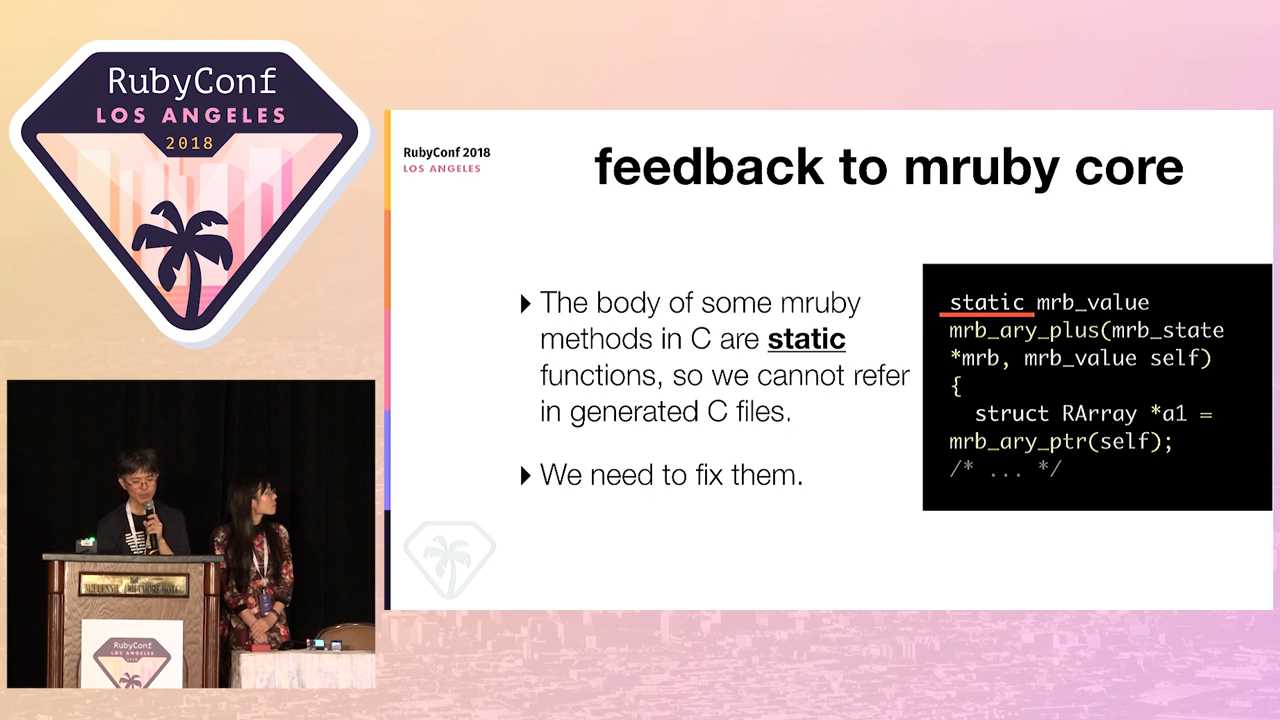 RubyConf
LOS ANGELES
2018
RubyConf 2018
LOS ANGELES
feedback to mruby core
The body of some mruby
methods in C are static
functions, so we cannot refer
in generated C files.
We need to fix them.
static mrb_value
mrb_ary_plus(mrb_state
*mrb, mrb_value self)
{
struct RArray *a1 =
mrb_ary_ptr(self);
/* ... */
RubyConf
LOS ANGELES